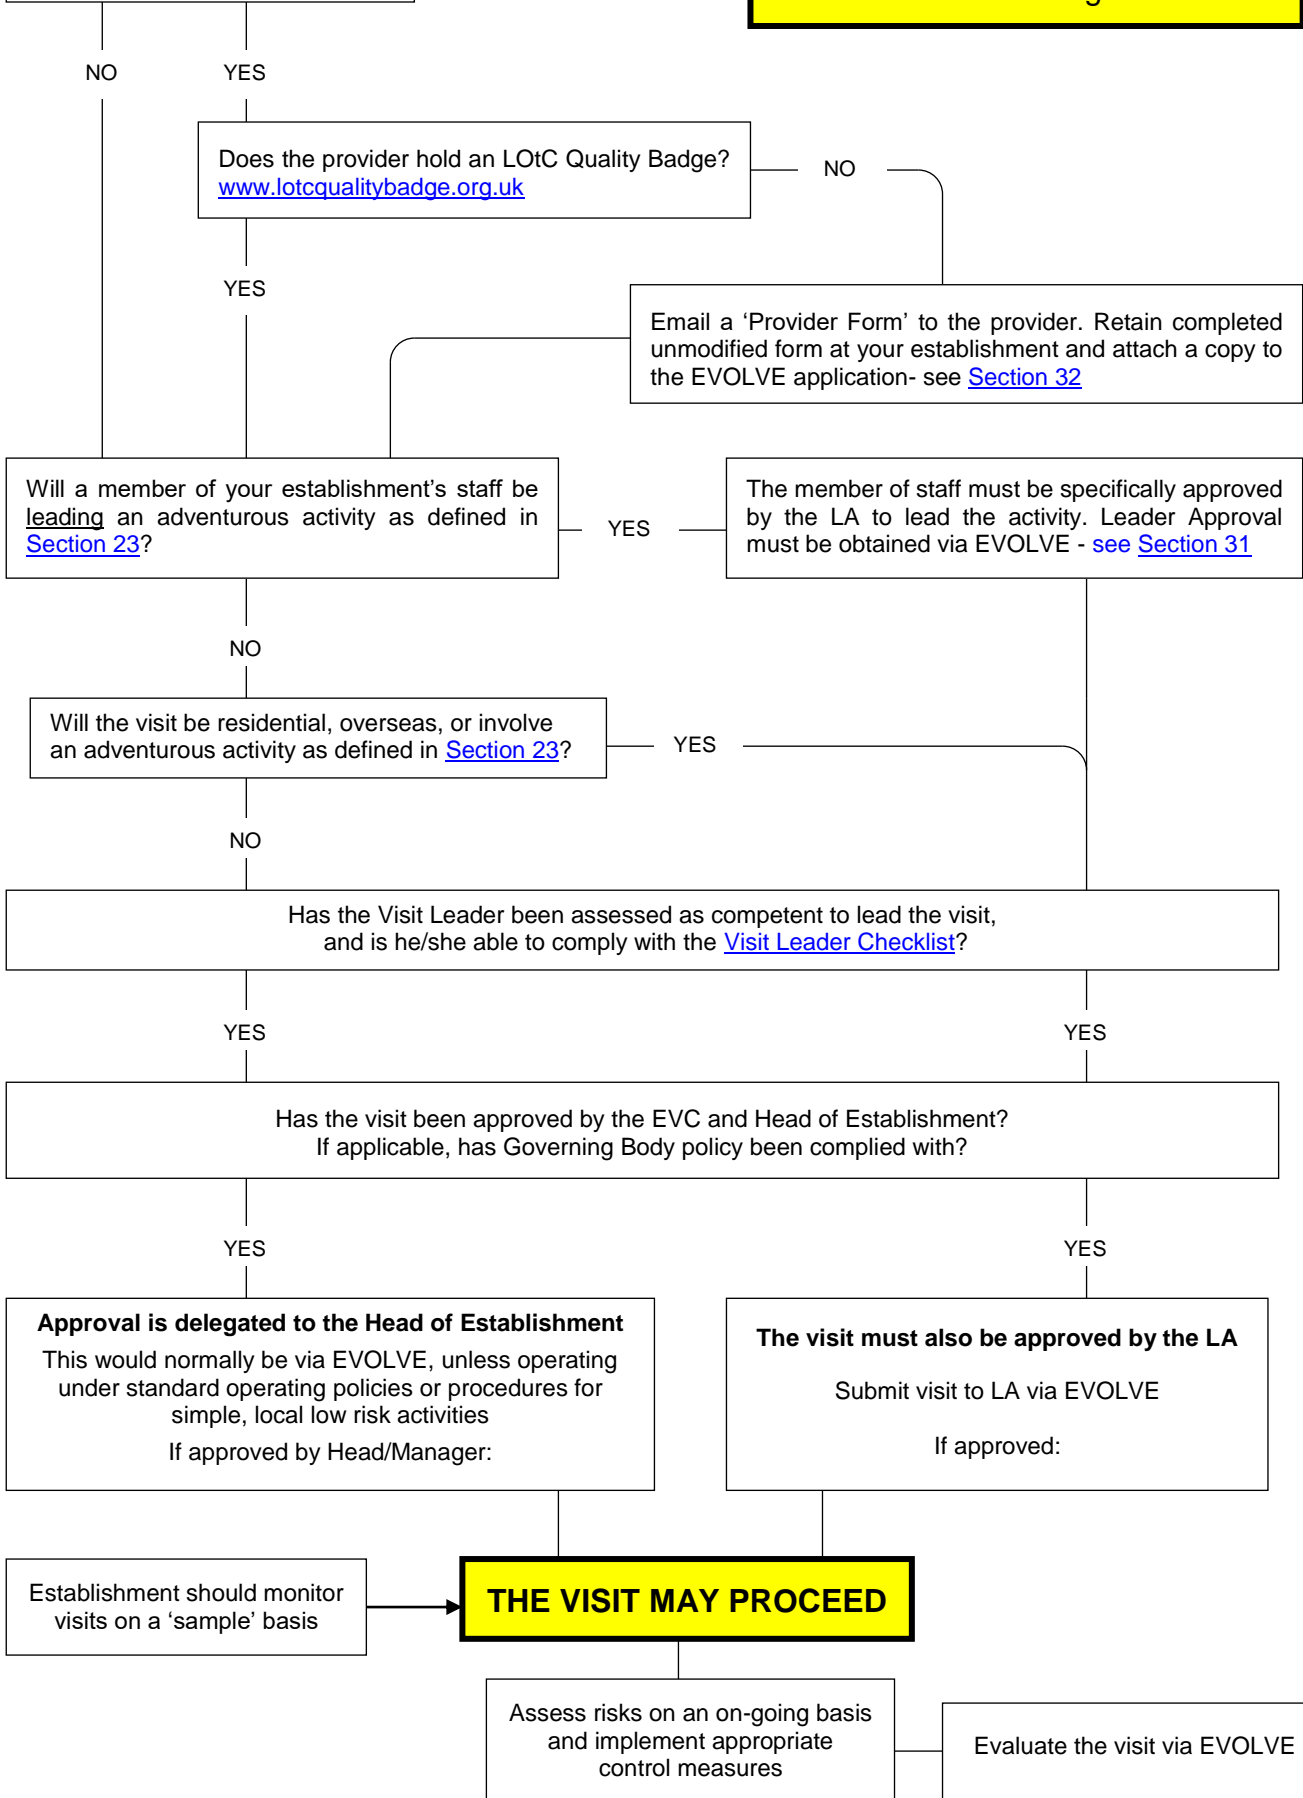 NO
YES
Does the provider hold an LOtC Quality Badge?
www.lotcqualitybadge.org.uk
NO
YES
Email a ‘Provider Form’ to the provider. Retain completed
unmodified form at your establishment and attach a copy to
the EVOLVE application- see Section 32
Will a member of your establishment’s staff be
leading an adventurous activity as defined in
Section 23?
YES
The member of staff must be specifically approved
by the LA to lead the activity. Leader Approval
must be obtained via EVOLVE - see Section 31
NO
Will the visit be residential, overseas, or involve
an adventurous activity as defined in Section 23?
YES
NO
Has the Visit Leader been assessed as competent to lead the visit,
and is he/she able to comply with the Visit Leader Checklist?
YES
YES
Has the visit been approved by the EVC and Head of Establishment?
If applicable, has Governing Body policy been complied with?
YES
YES
Approval is delegated to the Head of Establishment
This would normally be via EVOLVE, unless operating
under standard operating policies or procedures for
simple, local low risk activities
If approved by Head/Manager:
The visit must also be approved by the LA
Submit visit to LA via EVOLVE
If approved:
Establishment should monitor
visits on a ‘sample’ basis
THE VISIT MAY PROCEED
Assess risks on an on-going basis
and implement appropriate
control measures
Evaluate the visit via EVOLVE